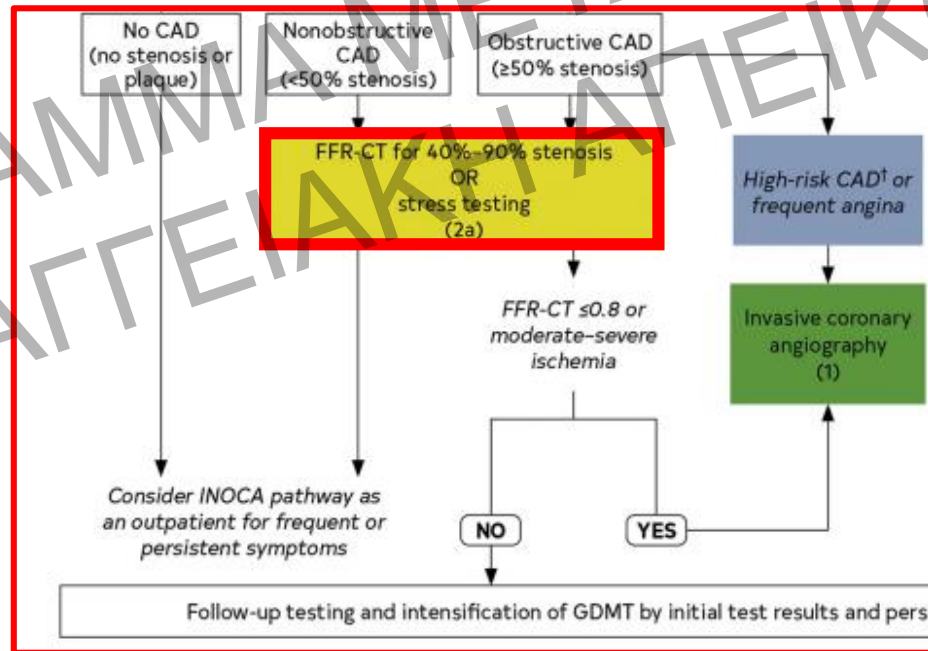 No CAD
(no stenosis or
plaque)
Nonobstructive
CAD
(<50% stenosis)
Obstructive CAD
(≥50% stenosis)
FFR-CT for 40%–90% stenosis
OR
stress testing
(2a)
High-risk CAD† or
frequent angina
FFR-CT ≤0.8 or
moderate–severe
ischemia
Invasive coronary
angiography
(1)
Consider INOCA pathway as
an outpatient for frequent or
persistent symptoms
NO
YES
Follow-up testing and intensification of GDMT by initial test results and pers